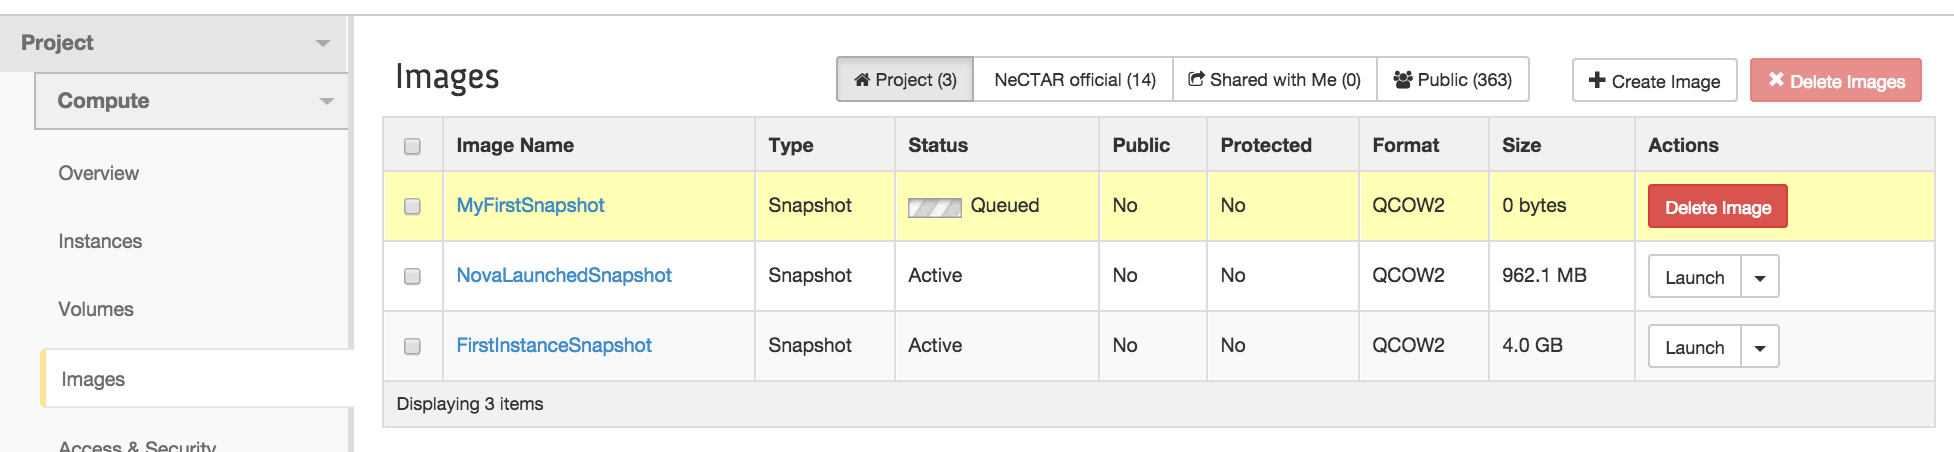 Project
Compute
Overview
Instances
Volumes
Images
Access & Security
Images
Project (3) NeCTAR official (14) Shared with Me (0) Public (363) Create Image Delete Images
Image Name Type Status Public Protected Format Size Actions
MyFirstSnapshot Snapshot Queued No No QCOW2 0 bytes Delete Image
NovaLaunchedSnapshot Snapshot Active No No QCOW2 962.1 MB Launch
FirstInstanceSnapshot Snapshot Active No No QCOW2 4.0 GB Launch
Displaying 3 items